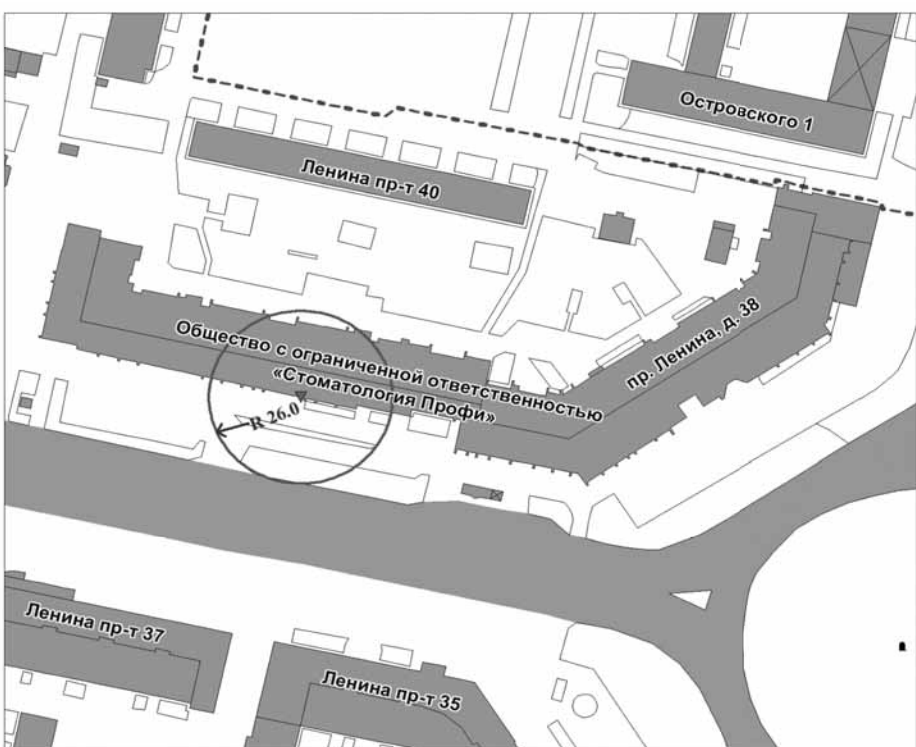 Островского 1
Ленина пр-т 40
пр. Ленина, д. 38
Общество с ограниченной ответственностью
«Стоматология Профи»
R 26.0
Ленина пр-т 37
Ленина пр-т 35